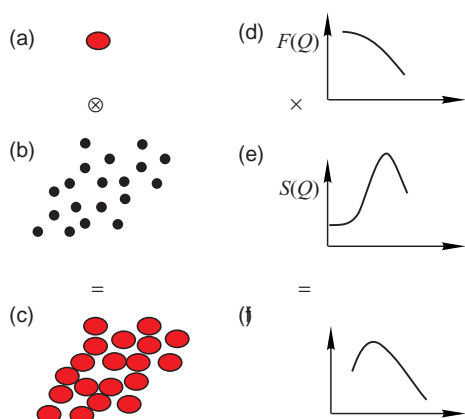 (a)
(d) F(Q)
⊗ ×
(b)
(e)
S(Q)
= =
(c)